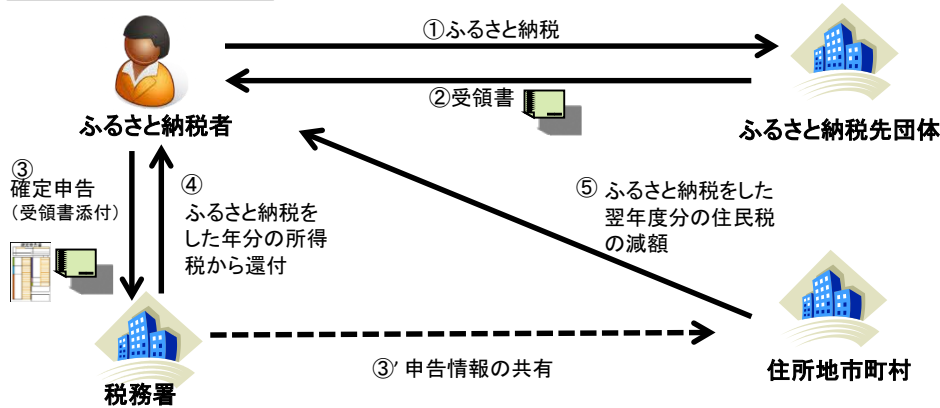 ①ふるさと納税
②受領書
ふるさと納税者
ふるさと納税先団体
③
確定申告
（受領書添付）
④
ふるさと納税を
した年分の所得
税から還付
⑤ ふるさと納税をした
翌年度分の住民税
の減額
③’ 申告情報の共有
税務署
住所地市町村